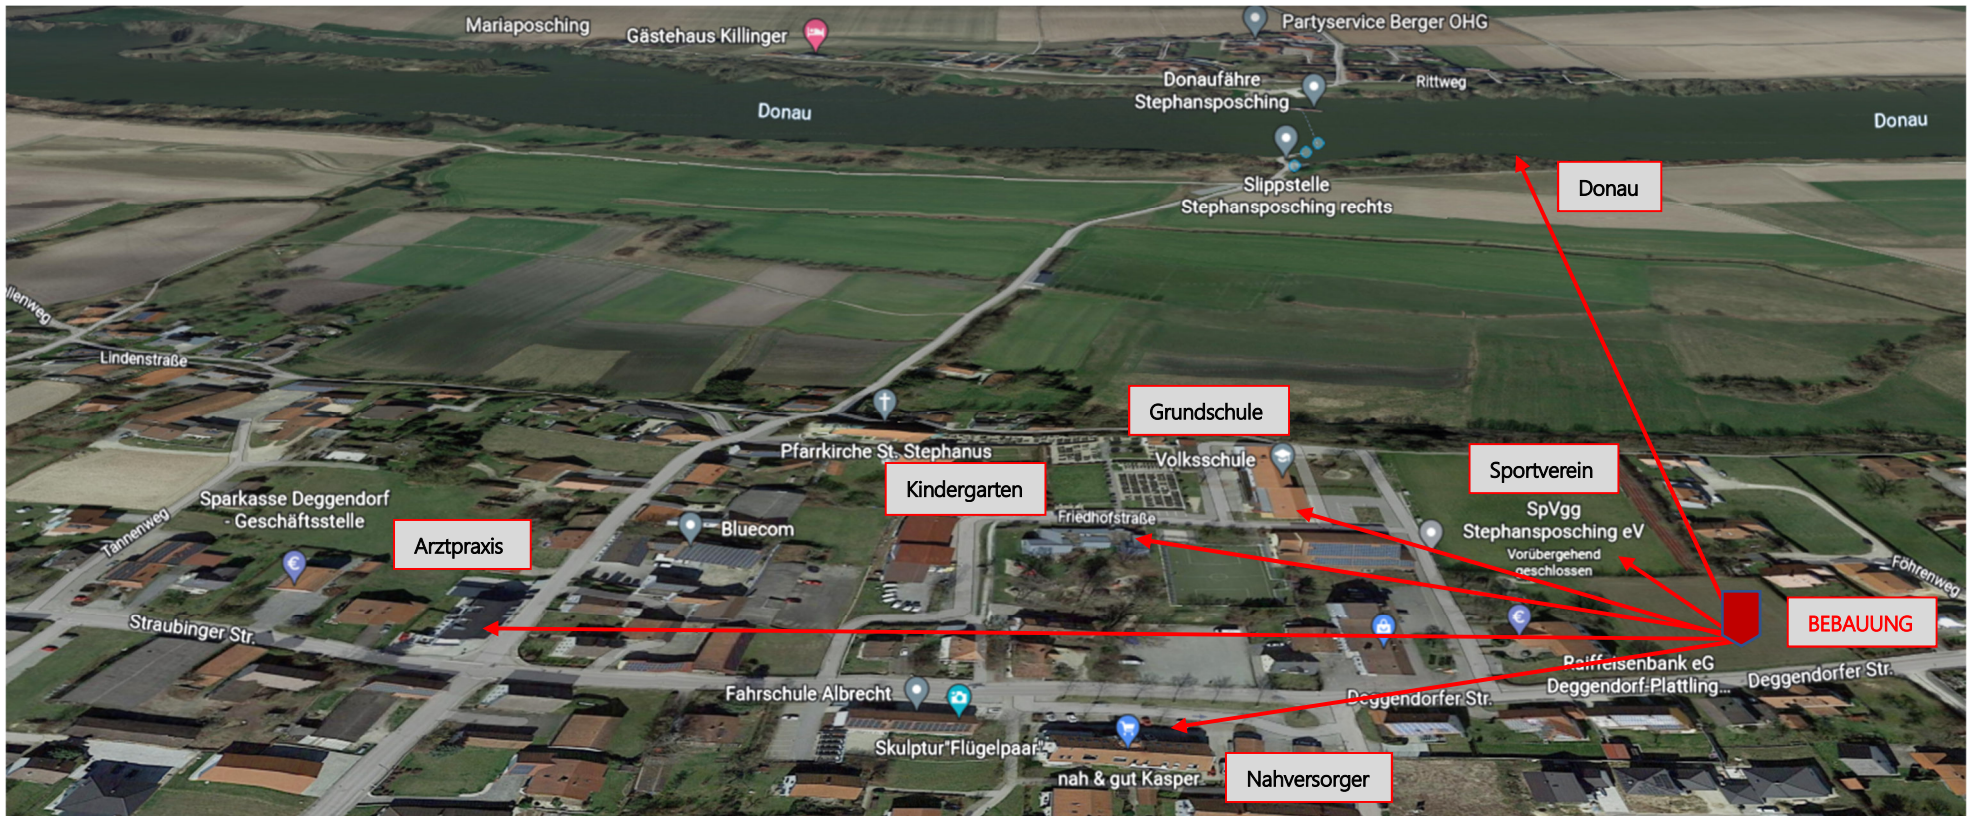 Mariaposching
Gästehaus Killinger
Partyservice Berger OHG
Donaufähre
Stephansposching
Rittweg
Donau
Donau
Donau
Slippstelle
Stephansposching rechts
Lindenstraße
Grundschule
Pfarrkirche St. Stephanus
Volksschule
Sportverein
Kindergarten
Sparkasse Deggendorf
- Geschäftsstelle
Tannenweg
Arztpraxis
Bluecom
Friedhofstraße
SpVgg
Stephansposching eV
Vorübergehend
geschlossen
Föhrenweg
BEBAUUNG
Straubinger Str.
Raiffeisenbank eG
Deggendorf-Plattling...
Deggendorfer Str.
Fahrschule Albrecht
Deggendorfer Str.
Skulptur"Flügelpaar"
nah & gut Kasper
Nahversorger